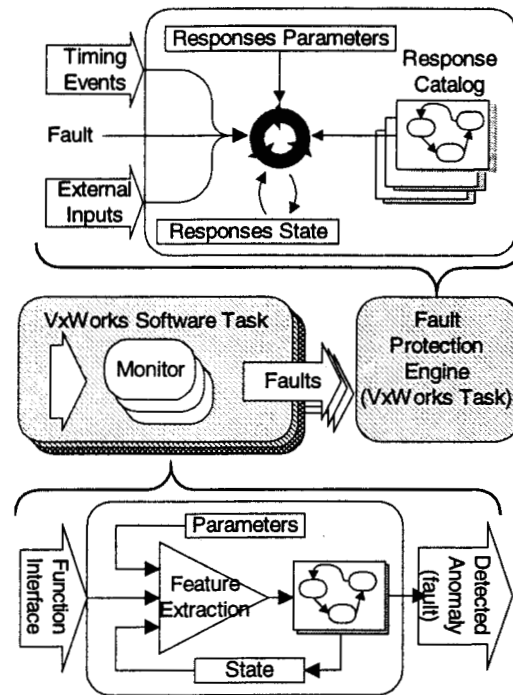 Responses Parameters
Timing
Events
Response
Catalog
Fault
External
Inputs
Responses State
VxWorks Software Task
Monitor
Faults
Fault
Protection
Engine
(VxWorks Task)
Function
Interface
Parameters
Feature
Extraction
State
Detected
Anomaly
(fault)